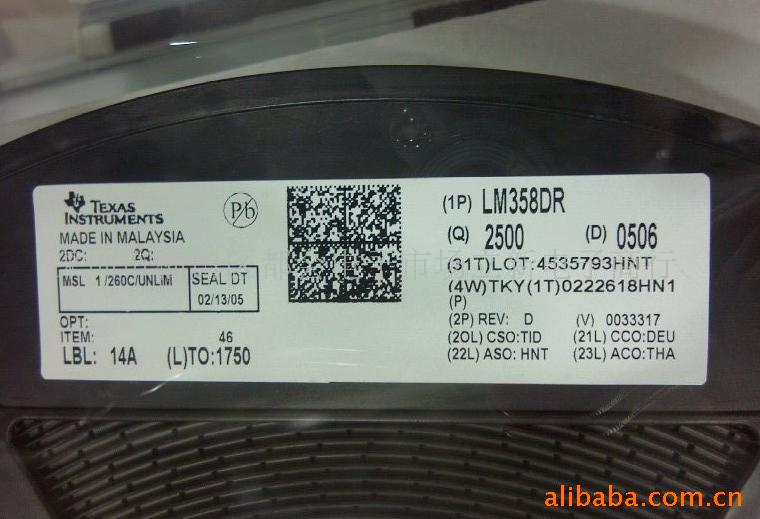 TEXAS
INSTRUMENTS
Pb
MADE IN MALAYSIA
2DC: 2Q:
MSL 1 /260C/UNLIM
SEAL DT
02/13/05
OPT:
ITEM: 46
LBL: 14A (L)TO:1750
(1P) LM358DR
(Q) 2500 (D) 0506
(31T)LOT:4535793HNT
(4W)TKY(1T)0222618HN1
(P)
(2P) REV: D (V) 0033317
(20L) CSO:TID (21L) CCO:DEU
(22L) ASO: HNT (23L) ACO:THA
alibaba.com.cn